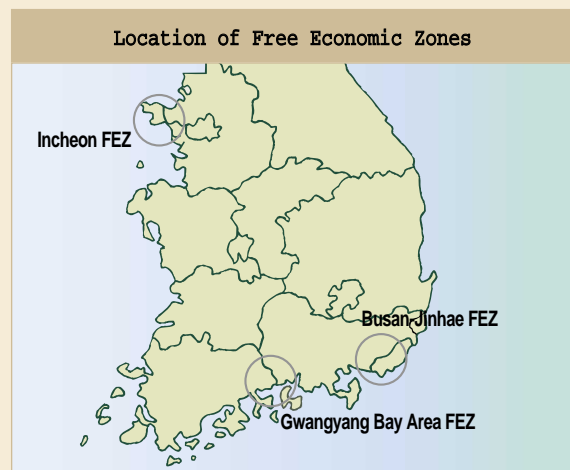 Location of Free Economic Zones
Incheon FEZ
Busan-Jinhae FEZ
Gwangyang Bay Area FEZ